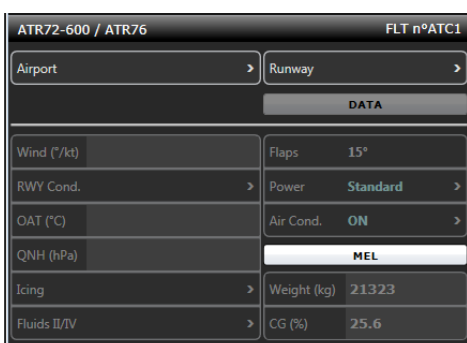 ATR72-600 / ATR76 FLT nºATC1
Airport > Runway >
DATA
Wind (°/kt) Flaps 15°
RWY Cond. > Power Standard >
OAT (°C) Air Cond. ON >
QNH (hPa) MEL
Icing > Weight (kg) 21323
Fluids II/IV > CG (%) 25.6